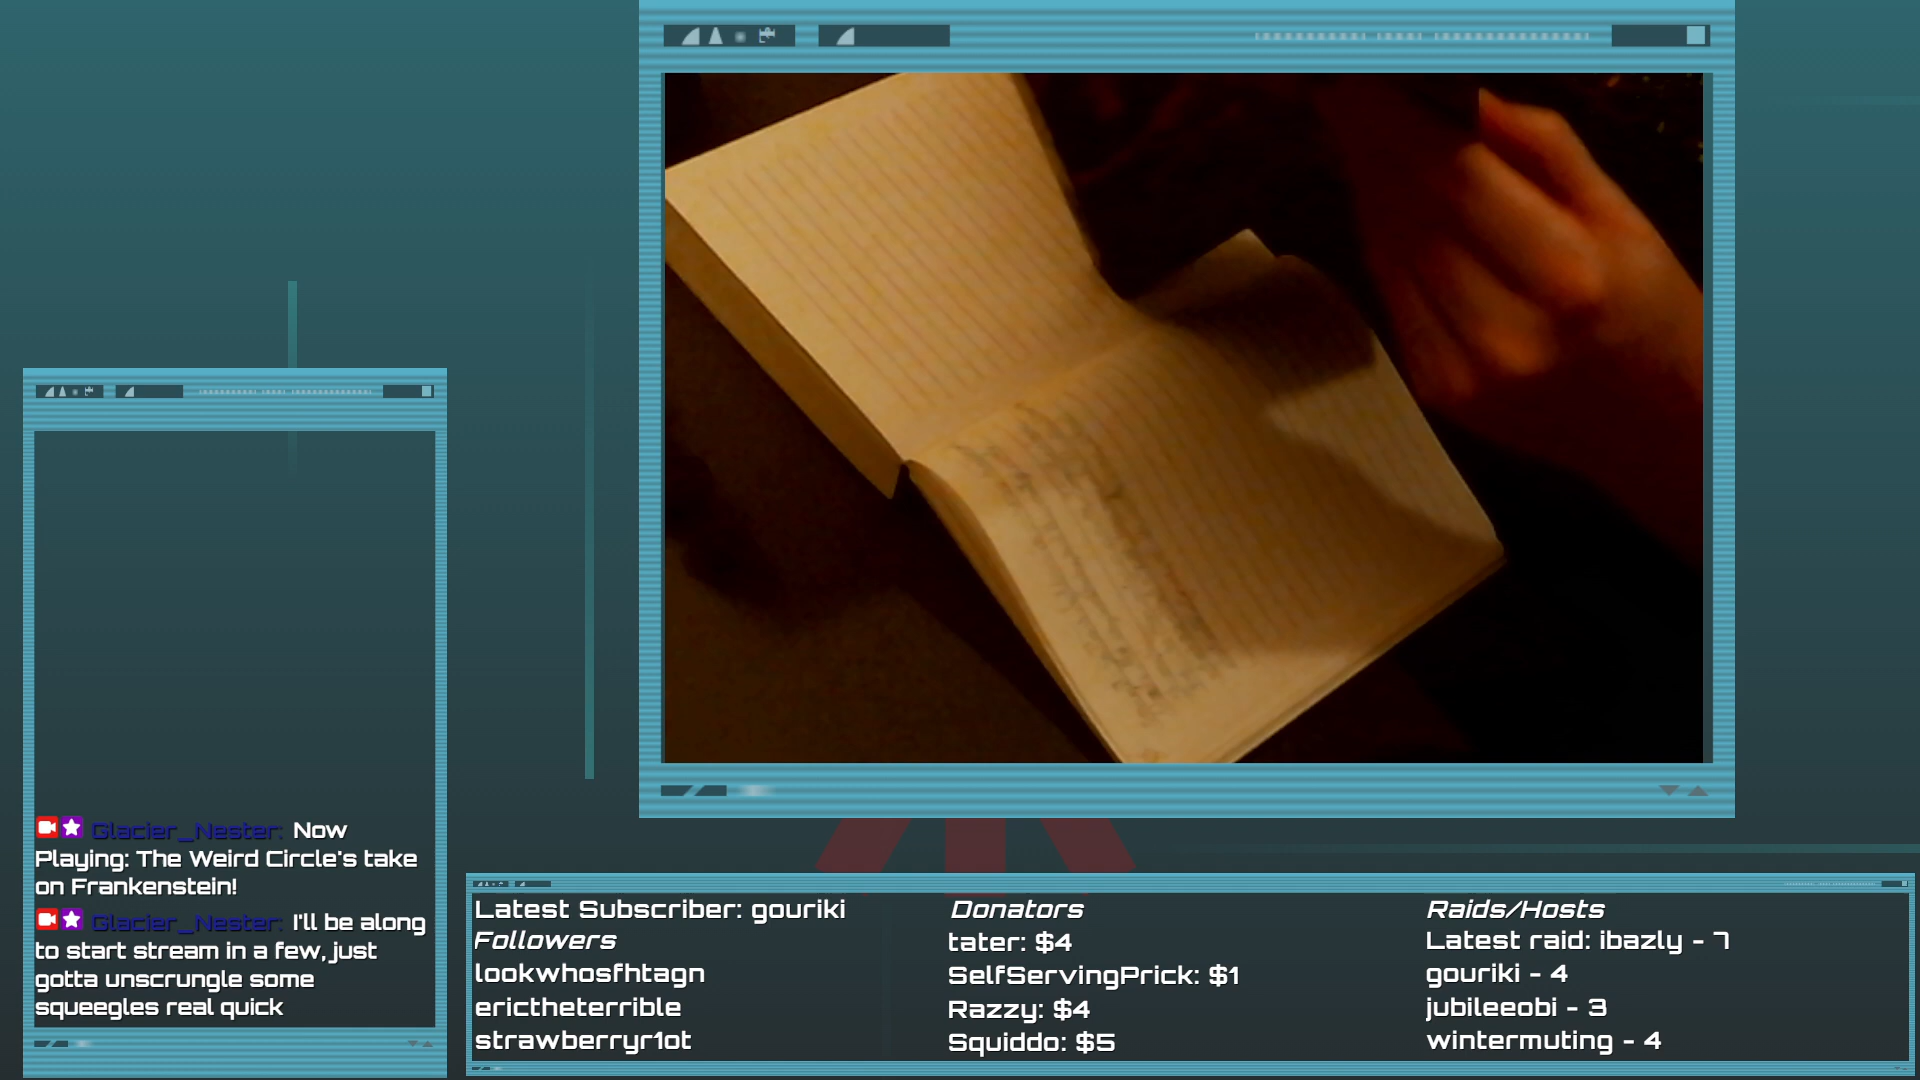 Glacier_Nester: Now
Playing: The Weird Circle's take
on Frankenstein!
Glacier_Nester: I'll be along
to start stream in a few, just
gotta unscrungle some
squeegles real quick
Latest Subscriber: gouriki
Followers
lookwhosfhtagn
erictheterrible
strawberryr1ot
Donators
tater: $4
SelfServingPrick: $1
Razzy: $4
Squiddo: $5
Raids/Hosts
Latest raid: ibazly - 7
gouriki - 4
jubileeobi - 3
wintermuting - 4